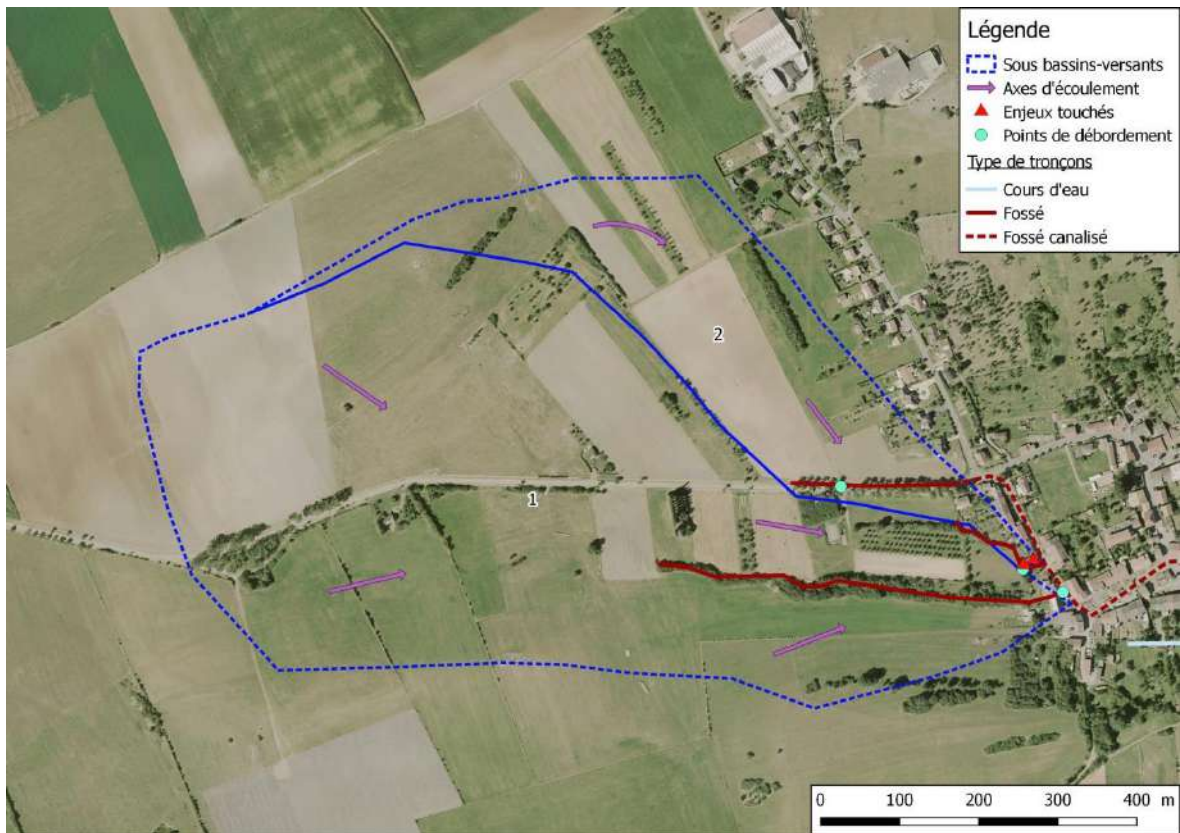 Légende
Sous bassins-versants
Axes d'écoulement
Enjeux touchés
Points de débordement
Type de tronçons
Cours d'eau
Fossé
Fossé canalisé
2
1
0 100 200 300 400 m